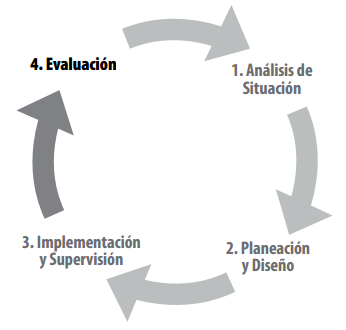 4. Evaluación
1. Análisis de
Situación
2. Planeación
y Diseño
3. Implementación
y Supervisión